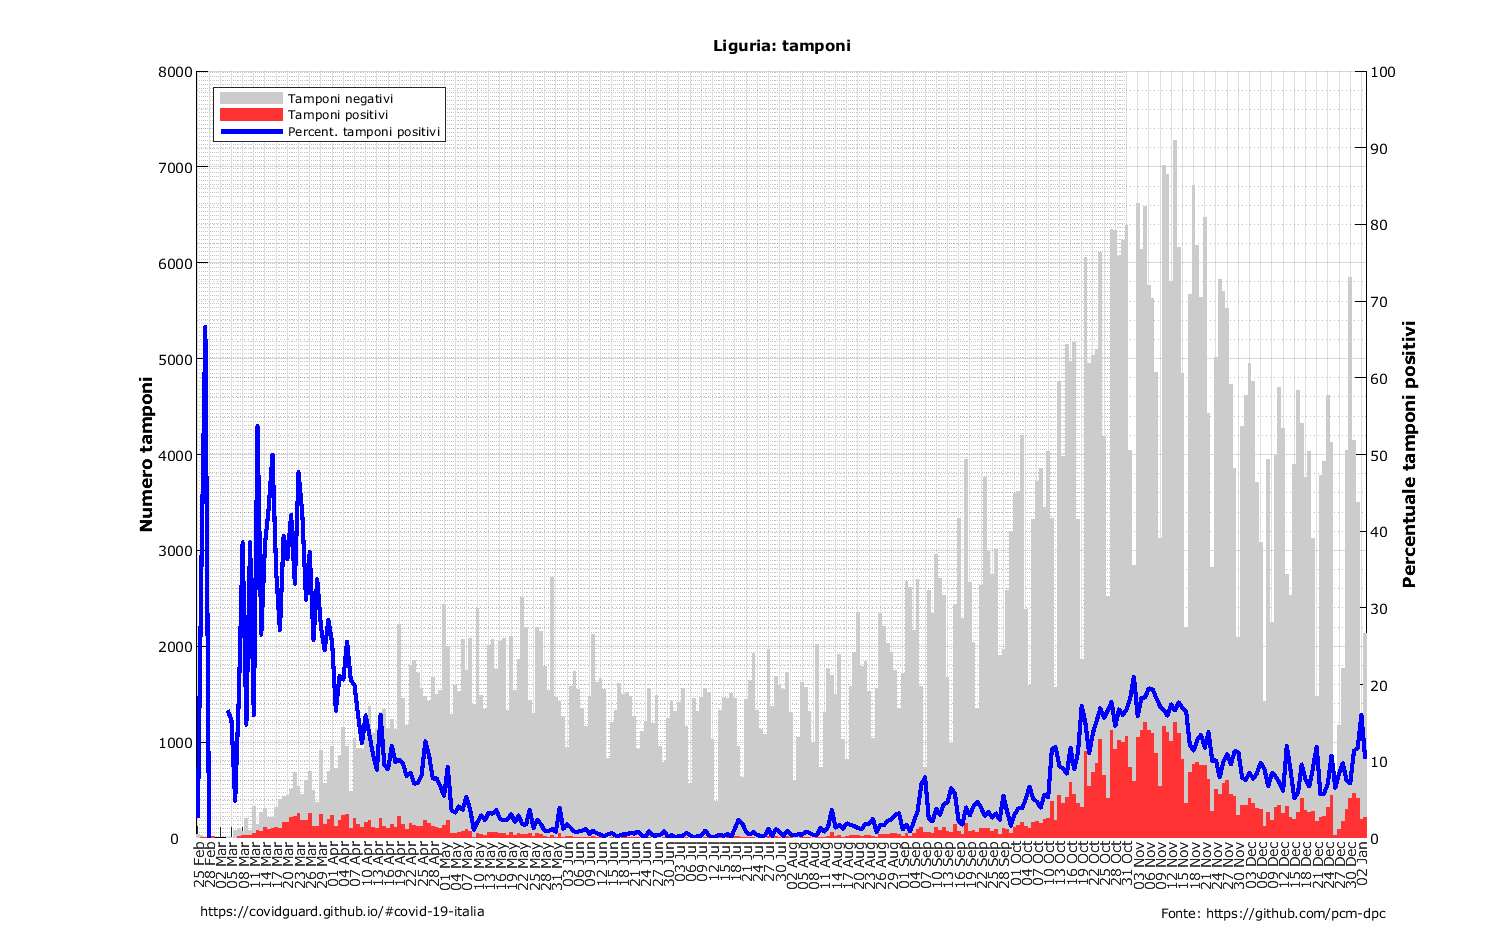 Liguria: tamponi
Tamponi negativi
Tamponi positivi
Percent. tamponi positivi
8000
7000
6000
5000
4000
3000
2000
1000
0
Numero tamponi
100
90
80
70
60
50
40
30
20
10
0
Percentuale tamponi positivi
25 Feb
28 Feb
02 Mar
05 Mar
08 Mar
11 Mar
14 Mar
17 Mar
20 Mar
23 Mar
26 Mar
29 Mar
01 Apr
04 Apr
07 Apr
10 Apr
13 Apr
16 Apr
19 Apr
22 Apr
25 Apr
28 Apr
01 May
04 May
07 May
10 May
13 May
16 May
19 May
22 May
25 May
28 May
31 May
03 Jun
06 Jun
09 Jun
12 Jun
15 Jun
18 Jun
21 Jun
24 Jun
27 Jun
30 Jun
03 Jul
06 Jul
09 Jul
12 Jul
15 Jul
18 Jul
21 Jul
24 Jul
27 Jul
30 Jul
02 Aug
05 Aug
08 Aug
11 Aug
14 Aug
17 Aug
20 Aug
23 Aug
26 Aug
29 Aug
01 Sep
04 Sep
07 Sep
10 Sep
13 Sep
16 Sep
19 Sep
22 Sep
25 Sep
28 Sep
01 Oct
04 Oct
07 Oct
10 Oct
13 Oct
16 Oct
19 Oct
22 Oct
25 Oct
28 Oct
31 Oct
03 Nov
06 Nov
09 Nov
12 Nov
15 Nov
18 Nov
21 Nov
24 Nov
27 Nov
30 Nov
03 Dec
06 Dec
09 Dec
12 Dec
15 Dec
18 Dec
21 Dec
24 Dec
27 Dec
30 Dec
02 Jan
https://covidguard.github.io/#covid-19-italia
Fonte: https://github.com/pcm-dpc